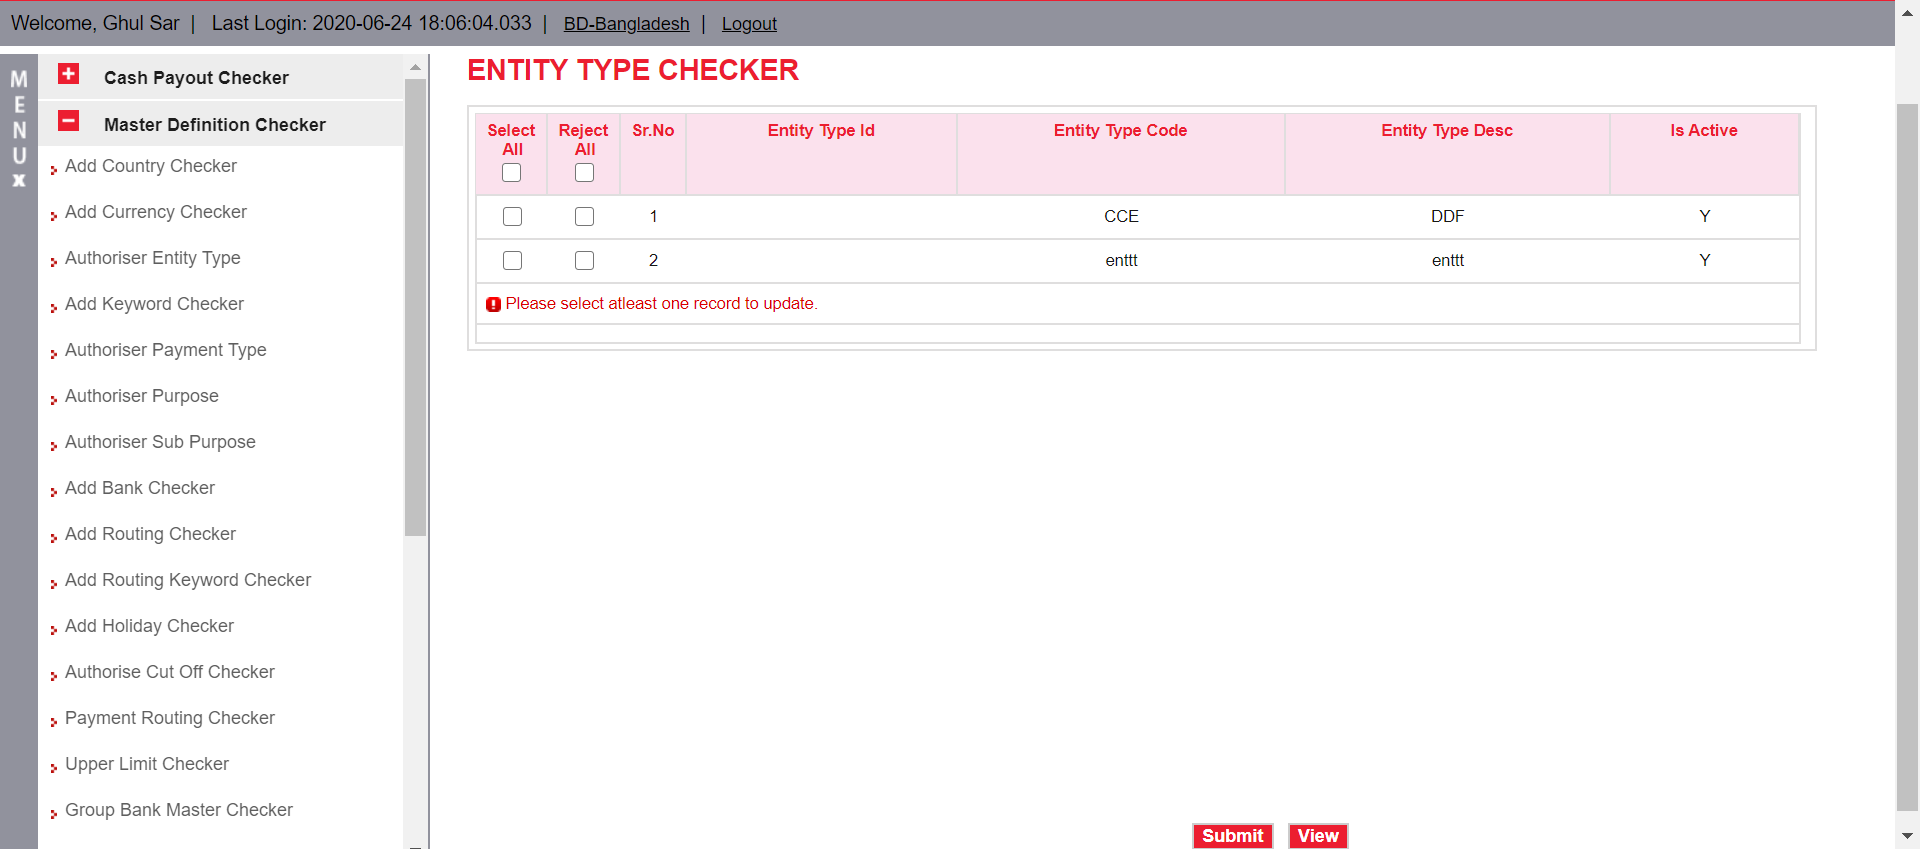 Welcome, Ghul Sar | Last Login: 2020-06-24 18:06:04.033 | BD-Bangladesh | Logout
MENU x
Cash Payout Checker
Master Definition Checker
Add Country Checker
Add Currency Checker
Authoriser Entity Type
Add Keyword Checker
Authoriser Payment Type
Authoriser Purpose
Authoriser Sub Purpose
Add Bank Checker
Add Routing Checker
Add Routing Keyword Checker
Add Holiday Checker
Authorise Cut Off Checker
Payment Routing Checker
Upper Limit Checker
Group Bank Master Checker
ENTITY TYPE CHECKER
Select All Reject All Sr.No Entity Type Id Entity Type Code Entity Type Desc Is Active
1 CCE DDF Y
2 enttt enttt Y
Please select atleast one record to update.
Submit View